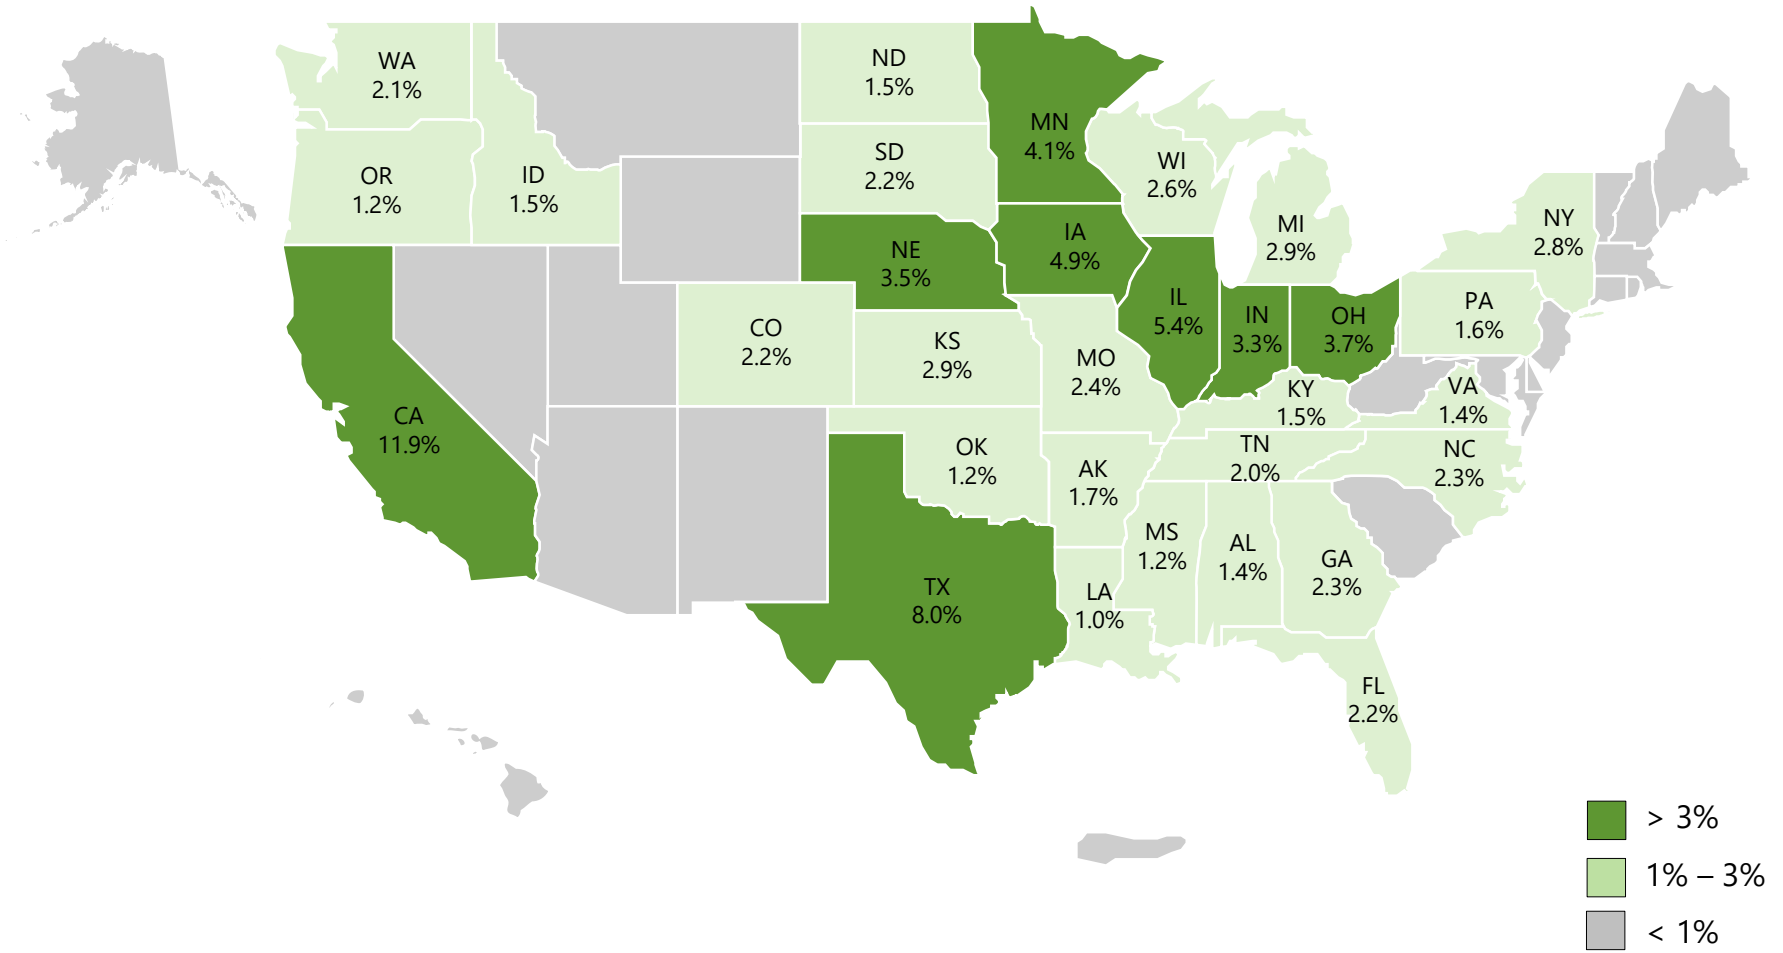 WA
2.1%
ND
1.5%
MN
4.1%
SD
2.2%
WI
2.6%
OR
1.2%
ID
1.5%
NY
2.8%
MI
2.9%
IA
4.9%
NE
3.5%
PA
1.6%
IL
5.4%
IN
3.3%
OH
3.7%
CO
2.2%
KS
2.9%
MO
2.4%
KY
1.5%
VA
1.4%
CA
11.9%
TN
2.0%
NC
2.3%
OK
1.2%
AK
1.7%
MS
1.2%
AL
1.4%
GA
2.3%
TX
8.0%
LA
1.0%
FL
2.2%
> 3%
1% – 3%
< 1%